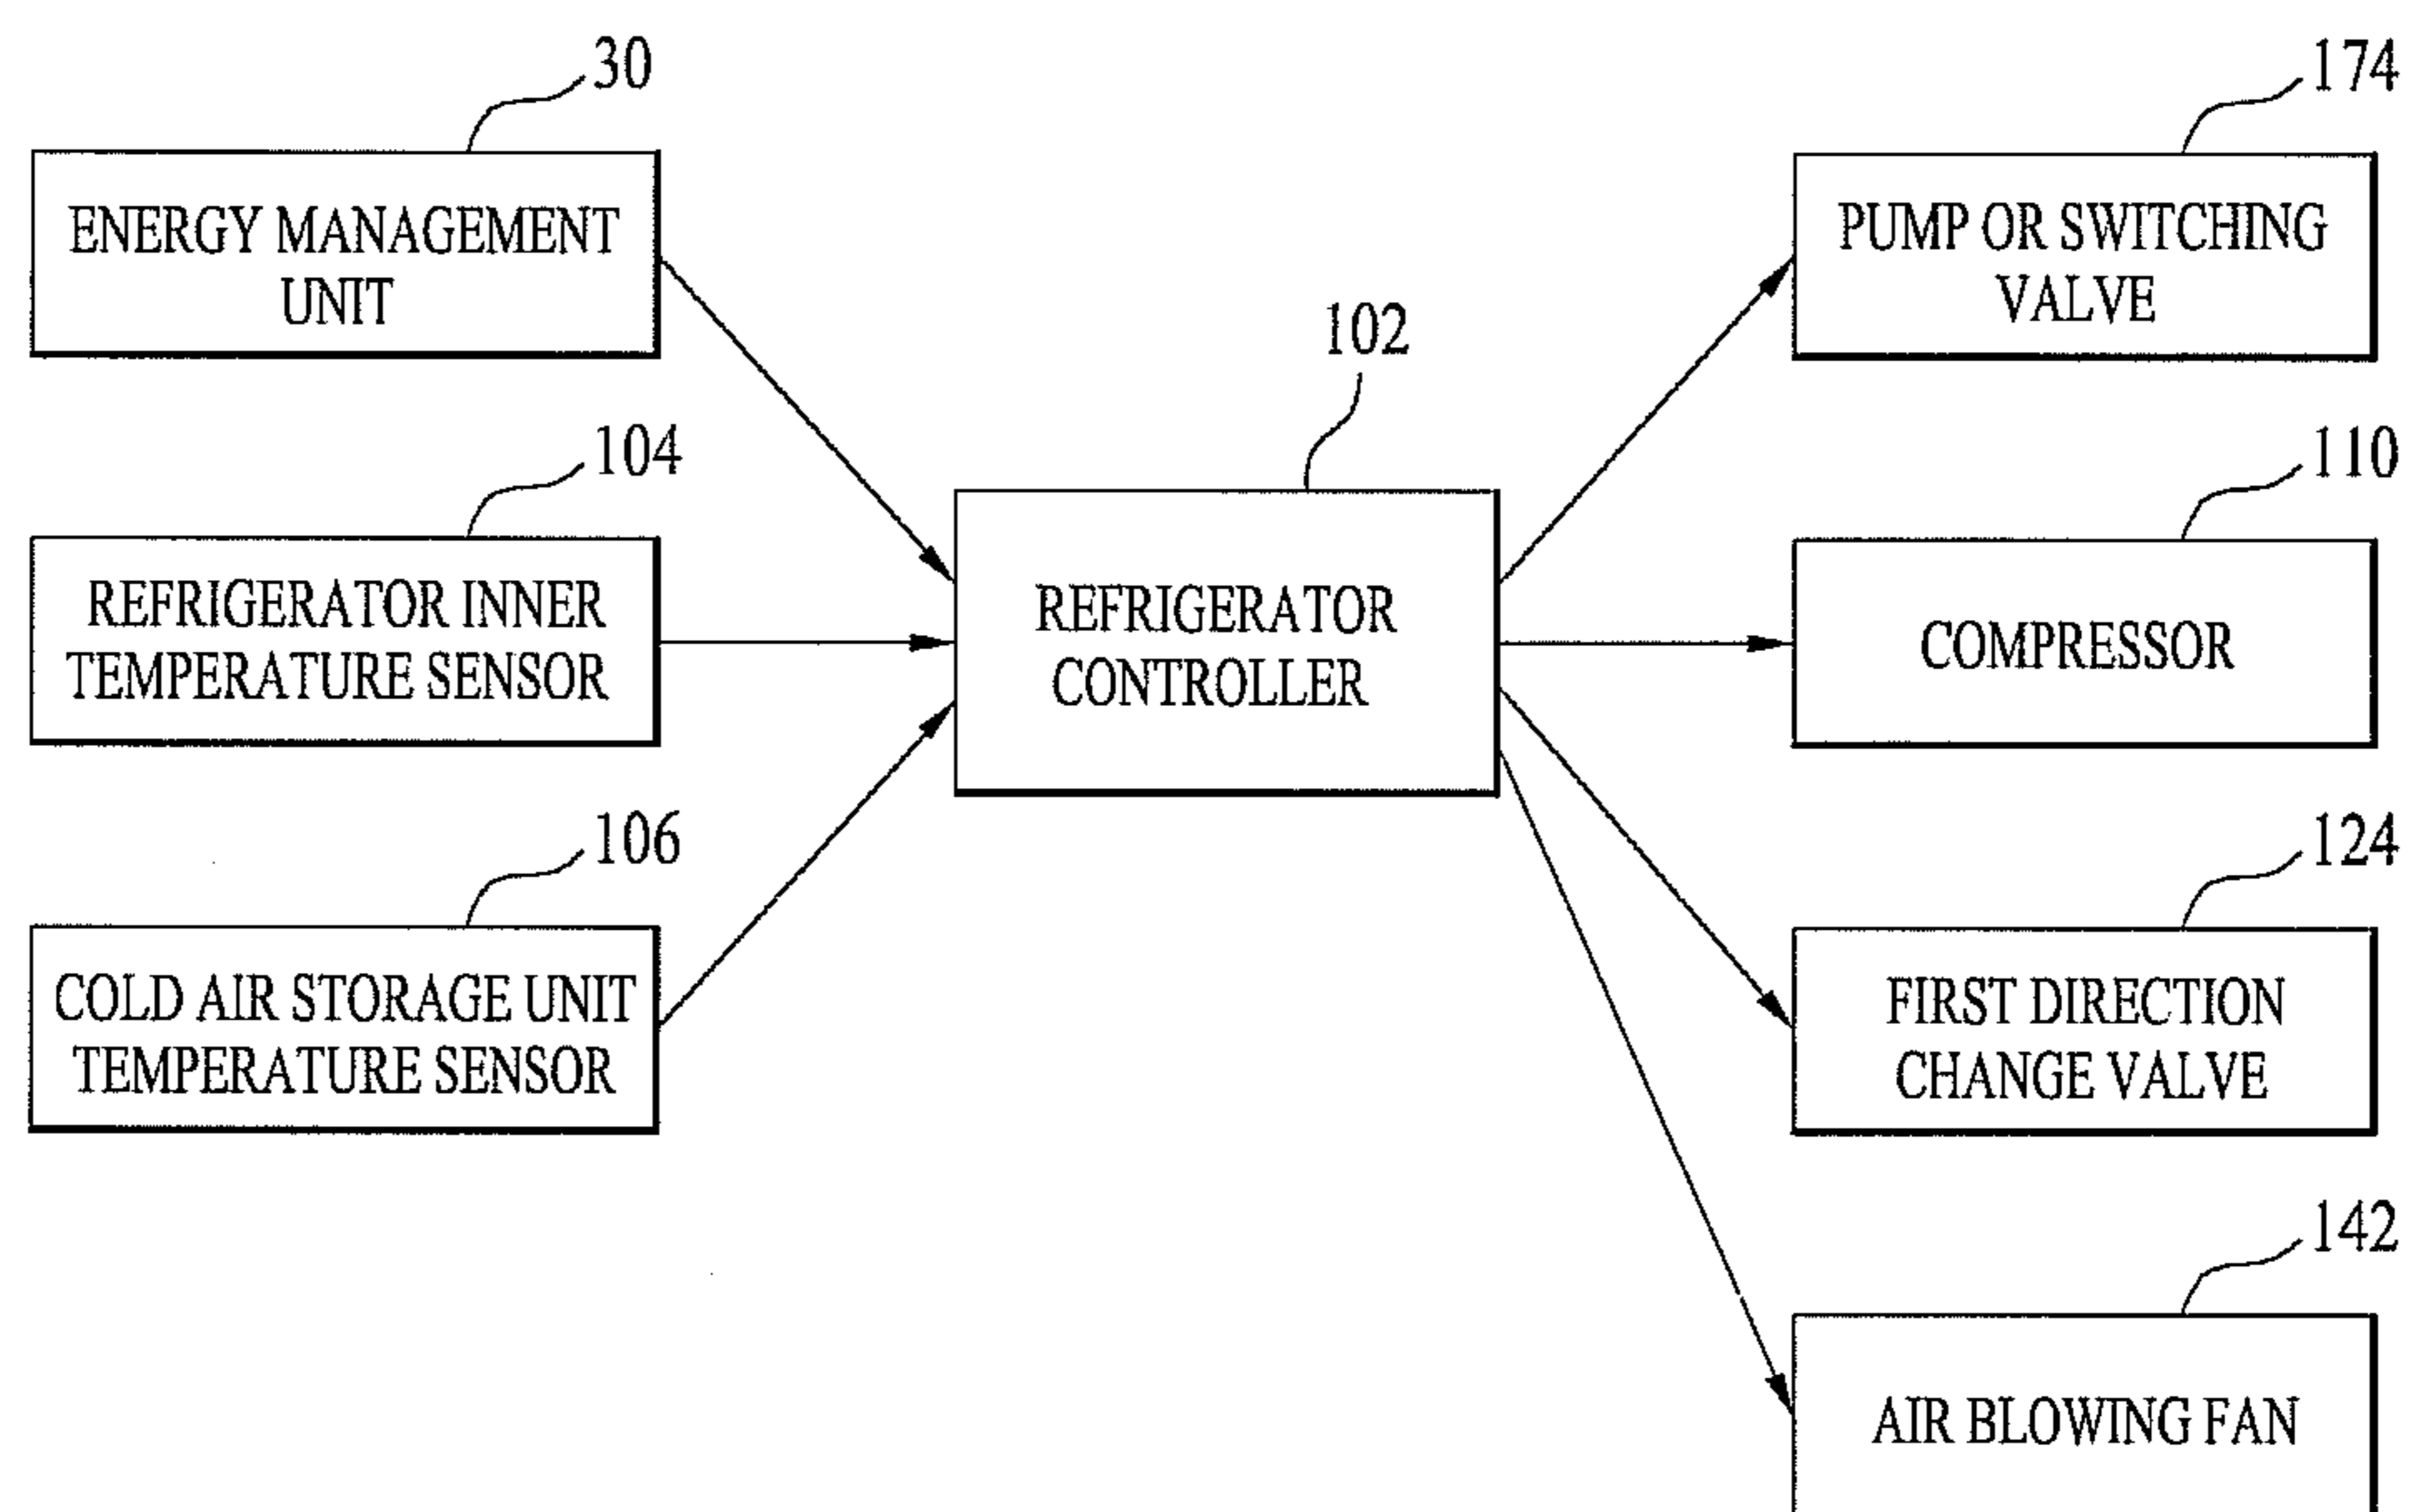 30
ENERGY MANAGEMENT
UNIT
104
REFRIGERATOR INNER
TEMPERATURE SENSOR
106
COLD AIR STORAGE UNIT
TEMPERATURE SENSOR
102
REFRIGERATOR
CONTROLLER
174
PUMP OR SWITCHING
VALVE
110
COMPRESSOR
124
FIRST DIRECTION
CHANGE VALVE
142
AIR BLOWING FAN